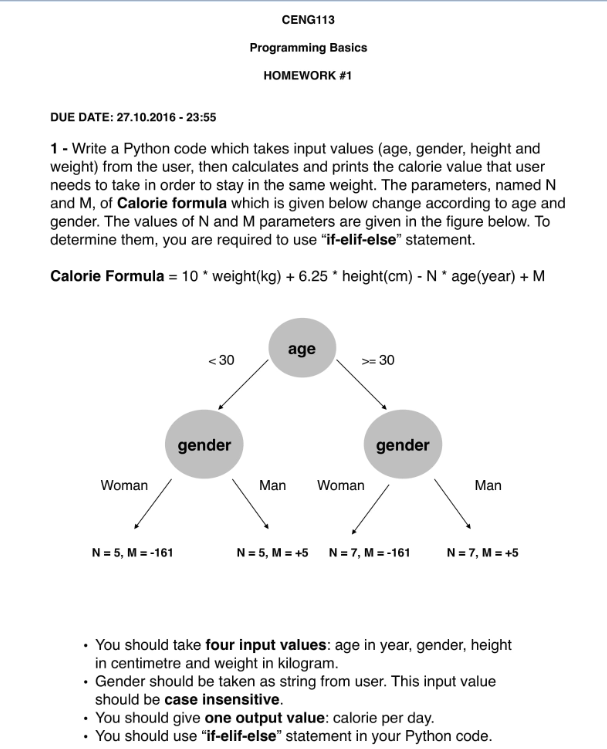 CENG113
Programming Basics
HOMEWORK #1
DUE DATE: 27.10.2016 - 23:55
1 - Write a Python code which takes input values (age, gender, height and
weight) from the user, then calculates and prints the calorie value that user
needs to take in order to stay in the same weight. The parameters, named N
and M, of Calorie formula which is given below change according to age and
gender. The values of N and M parameters are given in the figure below. To
determine them, you are required to use “if-elif-else” statement.
Calorie Formula = 10 * weight(kg) + 6.25 * height(cm) - N * age(year) + M
age
< 30
>= 30
gender
gender
Woman
Man
Woman
Man
N = 5, M = -161
N = 5, M = +5
N = 7, M = -161
N = 7, M = +5
• You should take four input values: age in year, gender, height
in centimetre and weight in kilogram.
• Gender should be taken as string from user. This input value
should be case insensitive.
• You should give one output value: calorie per day.
• You should use “if-elif-else” statement in your Python code.